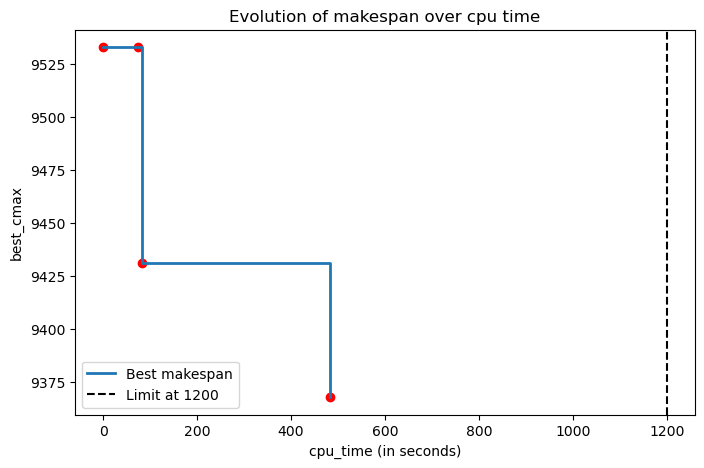 Evolution of makespan over cpu time
best_cmax
9525
9500
9475
9450
9425
9400
9375
Best makespan
Limit at 1200
0 200 400 600 800 1000 1200
cpu_time (in seconds)